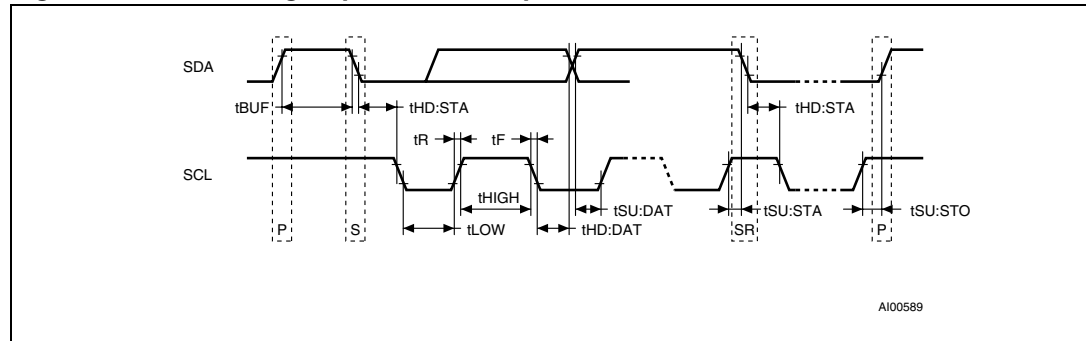 SDA
tBUF
tHD:STA
tHD:STA
tR
tF
SCL
tHIGH
tSU:DAT
tSU:STA
tSU:STO
P
S
tLOW
tHD:DAT
SR
P
AI00589